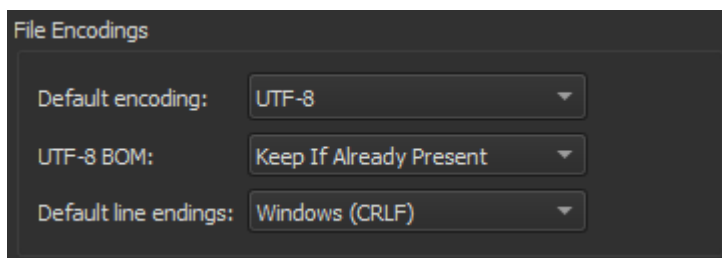 File Encodings
Default encoding: UTF-8
UTF-8 BOM: Keep If Already Present
Default line endings: Windows (CRLF)